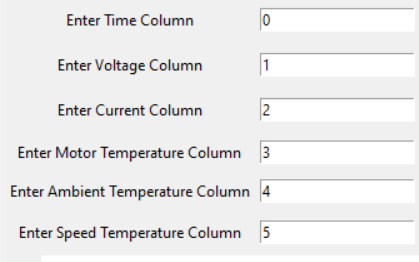 Enter Time Column 0
Enter Voltage Column 1
Enter Current Column 2
Enter Motor Temperature Column 3
Enter Ambient Temperature Column 4
Enter Speed Temperature Column 5